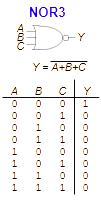 NOR3
A
B
C
Y
Y = A+B+C
A B C Y
0 0 0 1
0 0 1 0
0 1 0 0
0 1 1 0
1 0 0 0
1 0 1 0
1 1 0 0
1 1 1 0